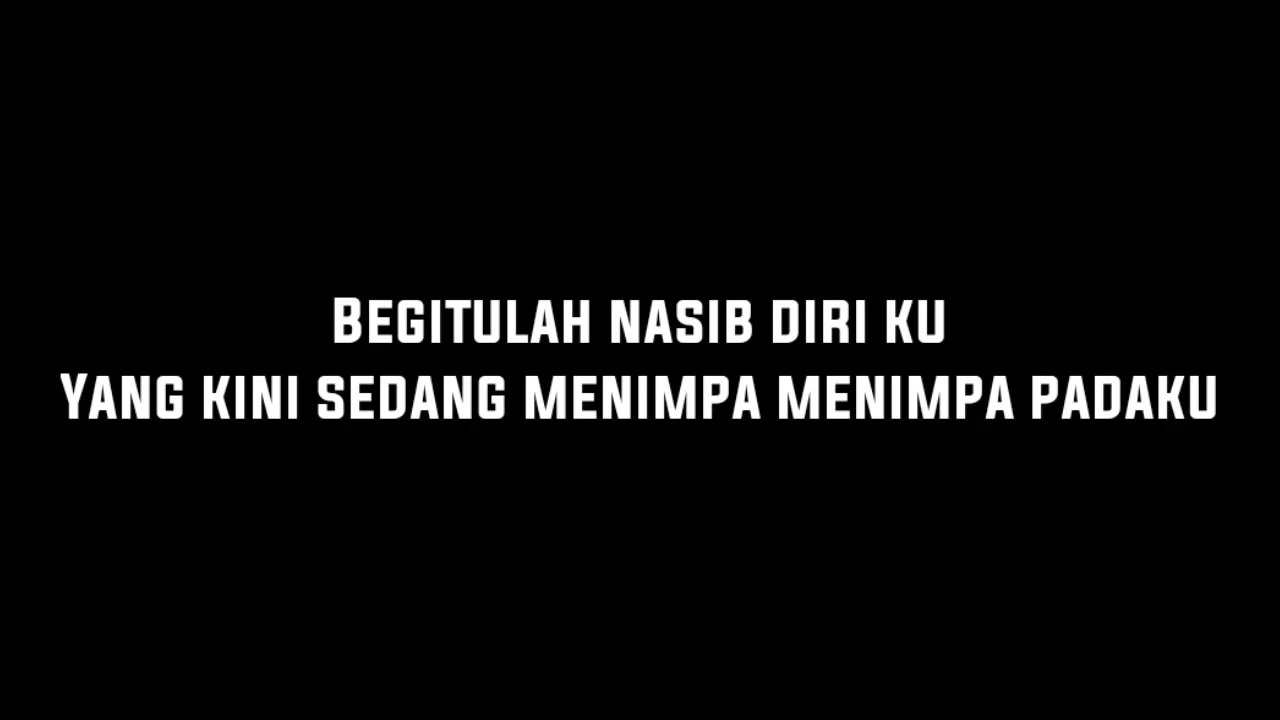 Begitulah nasib diri ku
Yang kini sedang menimpa menimpa padaku